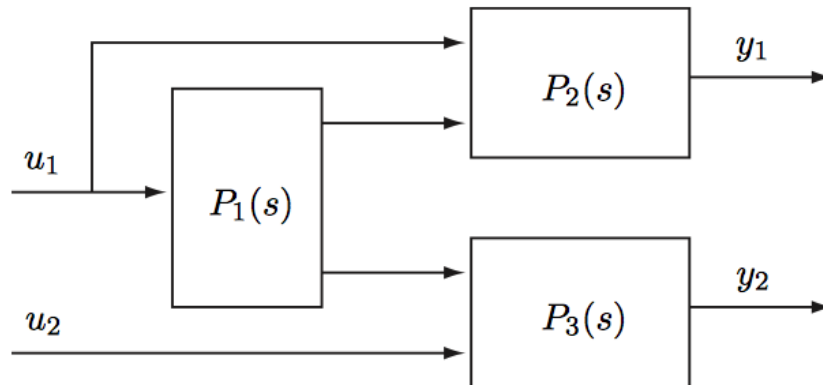 y₁
P₂(s)
u₁
P₁(s)
y₂
u₂
P₃(s)